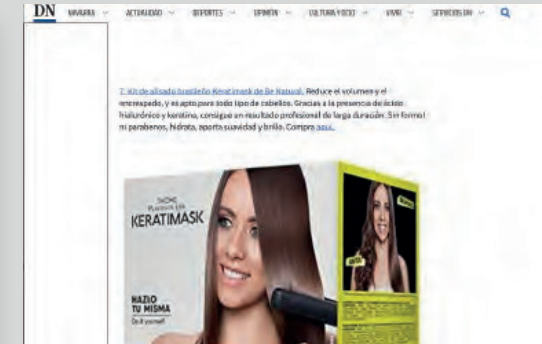 DN NAVARRA ACTUALIDAD DEPORTES OPINIÓN CULTURA Y OCIO VIVIR SERVICIOS DN
7. Kit de alisado brasileño Keratimask de Be Natural. Reduce el volumen y el
encrespado, y es apto para todo tipo de cabellos. Gracias a la presencia de ácido
hialurónico y keratina, consigue un resultado profesional de larga duración. Sin formol
ni parabenos, hidrata, aporta suavidad y brillo. Compra aquí.
KERATIMASK
HAZLO
TU MISMA
Do it yourself